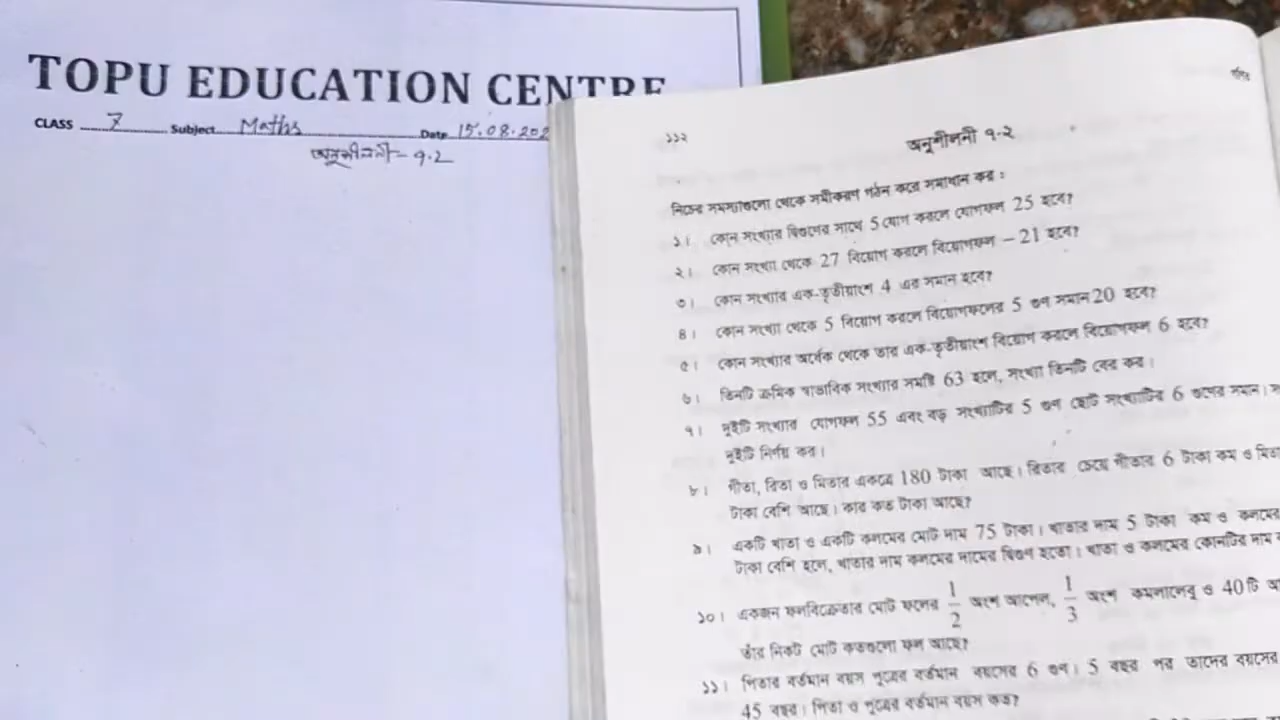 TOPU EDUCATION CENTRE
CLASS 7 Subject Maths Date 15.08.202
অনুশীলনী - ৭.২
গণিত
১১২
অনুশীলনী ৭.২
নিচের সমস্যাগুলো থেকে সমীকরণ গঠন করে সমাধান কর :
১। কোন সংখ্যার দ্বিগুণের সাথে 5 যোগ করলে যোগফল 25 হবে?
২। কোন সংখ্যা থেকে 27 বিয়োগ করলে বিয়োগফল – 21 হবে?
৩। কোন সংখ্যার এক-তৃতীয়াংশ 4 এর সমান হবে?
৪। কোন সংখ্যা থেকে 5 বিয়োগ করলে বিয়োগফলের 5 গুণ সমান 20 হবে?
৫। কোন সংখ্যার অর্ধেক থেকে তার এক-তৃতীয়াংশ বিয়োগ করলে বিয়োগফল 6 হবে?
৬। তিনটি ক্রমিক স্বাভাবিক সংখ্যার সমষ্টি 63 হলে, সংখ্যা তিনটি বের কর।
৭। দুইটি সংখ্যার যোগফল 55 এবং বড় সংখ্যাটির 5 গুণ ছোট সংখ্যাটির 6 গুণের সমান।
দুইটি নির্ণয় কর।
৮। গীতা, রিতা ও মিতার একত্রে 180 টাকা আছে। রিতার চেয়ে গীতার 6 টাকা কম ও মিতা
টাকা বেশি আছে। কার কত টাকা আছে?
৯। একটি খাতা ও একটি কলমের মোট দাম 75 টাকা। খাতার দাম 5 টাকা কম ও কলমের
টাকা বেশি হলে, খাতার দাম কলমের দামের দ্বিগুণ হতো। খাতা ও কলমের কোনটির দাম
১০। একজন ফলবিক্রেতার মোট ফলের 1/2 অংশ আপেল, 1/3 অংশ কমলালেবু ও 40 টি
তাঁর নিকট মোট কতগুলো ফল আছে?
১১। পিতার বর্তমান বয়স পুত্রের বর্তমান বয়সের 6 গুণ। 5 বছর পর তাদের বয়সের
45 বছর। পিতা ও পুত্রের বর্তমান বয়স কত?